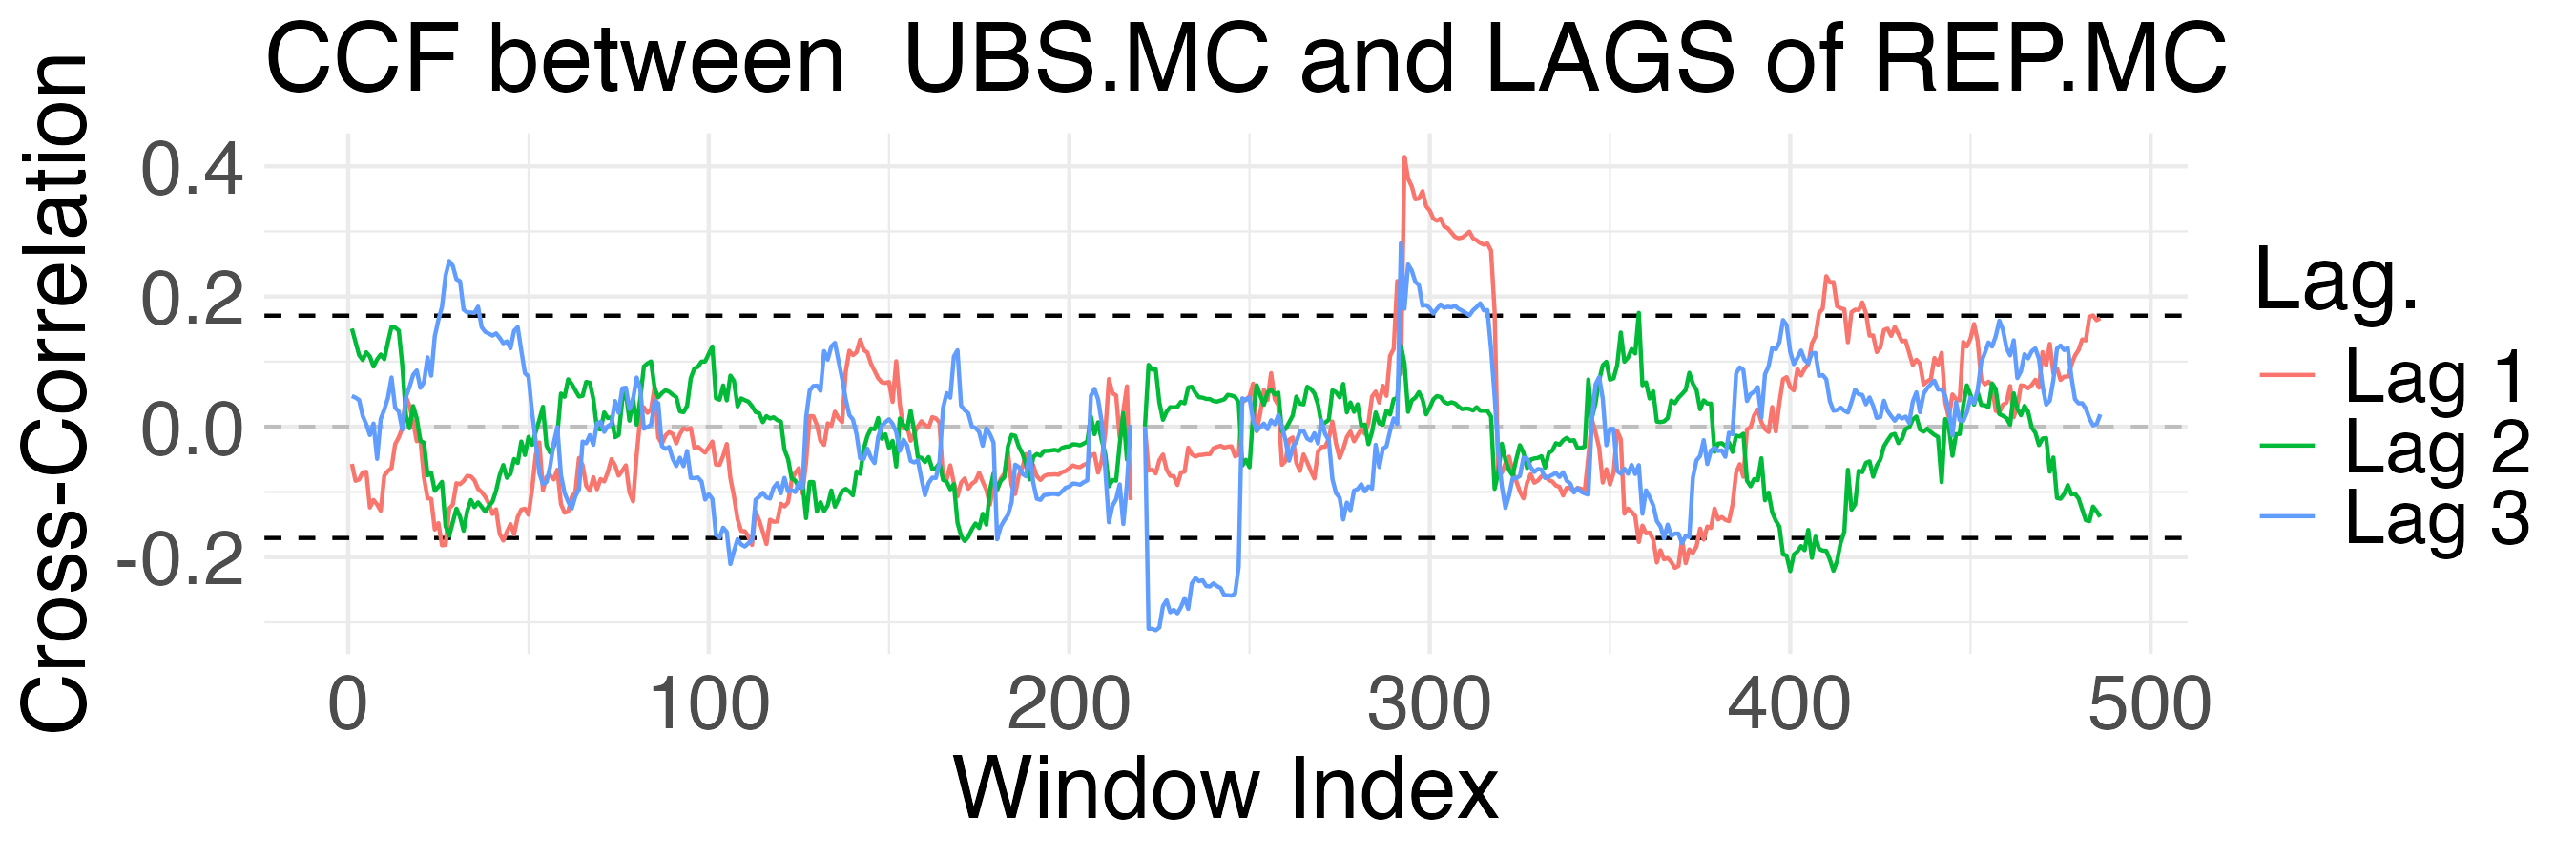 CCF between  UBS.MC and LAGS of REP.MC
Cross-Correlation
0.4
0.2
0.0
-0.2
0 100 200 300 400 500
Window Index
Lag.
Lag 1
Lag 2
Lag 3